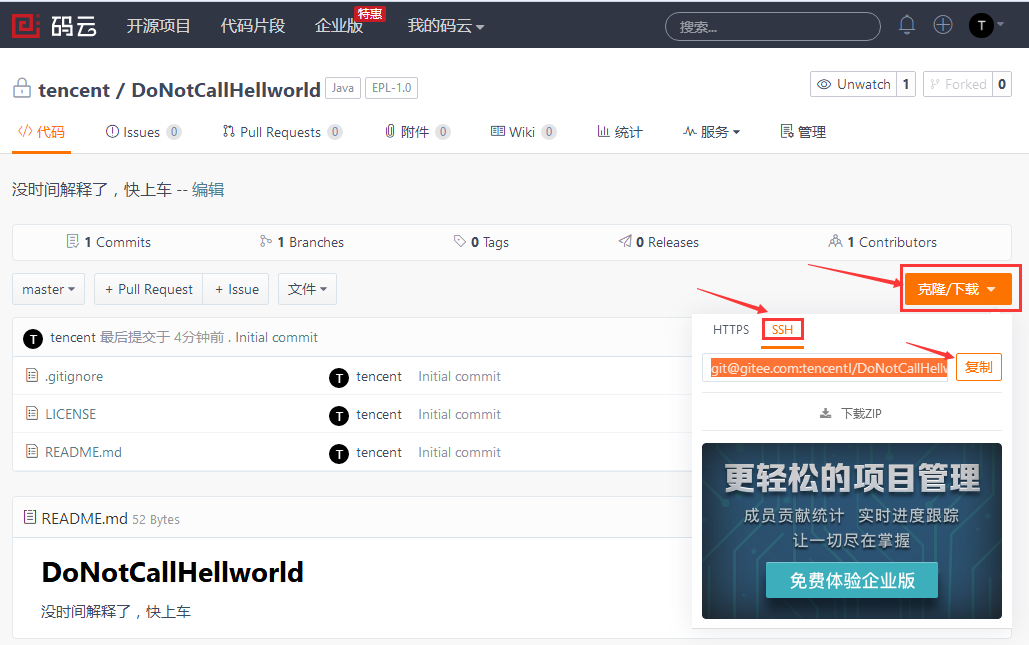 码云 开源项目 代码片段 企业版 特惠 我的码云 搜索... T
tencent / DoNotCallHellworld Java EPL-1.0 Unwatch 1 Forked 0
代码 Issues 0 Pull Requests 0 附件 0 Wiki 0 统计 服务 管理
没时间解释了，快上车 -- 编辑
1 Commits 1 Branches 0 Tags 0 Releases 1 Contributors
master + Pull Request + Issue 文件 克隆/下载
HTTPS SSH
git@gitee.com:tencentl/DoNotCallHellw 复制
下载ZIP
更轻松的项目管理
成员贡献统计 实时进度跟踪
让一切尽在掌握
免费体验企业版
T tencent 最后提交于 4分钟前 . Initial commit
.gitignore T tencent Initial commit
LICENSE T tencent Initial commit
README.md T tencent Initial commit
README.md 52 Bytes
DoNotCallHellworld
没时间解释了，快上车